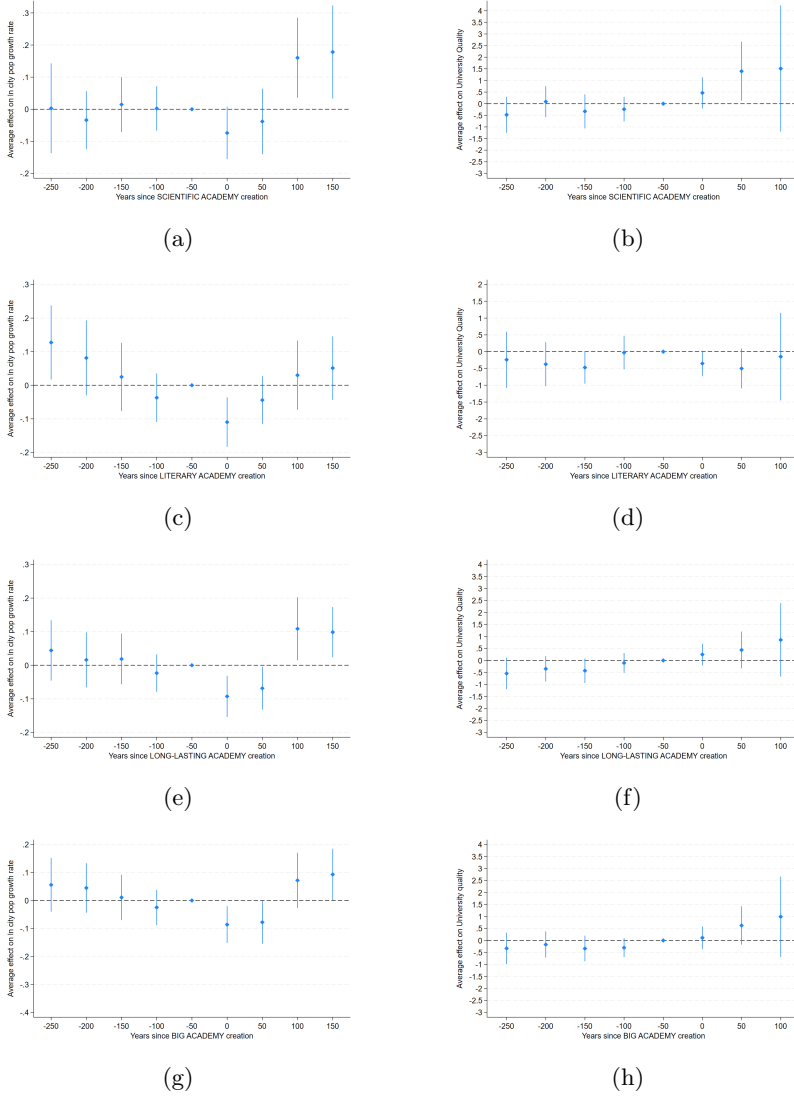 Average effect on ln city pop growth rate
.3
.2
.1
0
-.1
-.2
-250 -200 -150 -100 -50 0 50 100 150
Years since SCIENTIFIC ACADEMY creation
(a)
Average effect on University Quality
4
3.5
3
2.5
2
1.5
1
.5
0
-.5
-1
-1.5
-2
-2.5
-3
-250 -200 -150 -100 -50 0 50 100
Years since SCIENTIFIC ACADEMY creation
(b)
Average effect on ln city pop growth rate
.3
.2
.1
0
-.1
-.2
-250 -200 -150 -100 -50 0 50 100 150
Years since LITERARY ACADEMY creation
(c)
Average effect on University Quality
2
1.5
1
.5
0
-.5
-1
-1.5
-2
-2.5
-3
-250 -200 -150 -100 -50 0 50 100
Years since LITERARY ACADEMY creation
(d)
Average effect on ln city pop growth rate
.3
.2
.1
0
-.1
-.2
-250 -200 -150 -100 -50 0 50 100 150
Years since LONG-LASTING ACADEMY creation
(e)
Average effect on University Quality
4
3.5
3
2.5
2
1.5
1
.5
0
-.5
-1
-1.5
-2
-2.5
-3
-250 -200 -150 -100 -50 0 50 100
Years since LONG-LASTING ACADEMY creation
(f)
Average effect on ln city pop growth rate
.2
.1
0
-.1
-.2
-.3
-.4
-250 -200 -150 -100 -50 0 50 100 150
Years since BIG ACADEMY creation
(g)
Average effect on University quality
4
3.5
3
2.5
2
1.5
1
.5
0
-.5
-1
-1.5
-2
-2.5
-3
-250 -200 -150 -100 -50 0 50 100
Years since BIG ACADEMY creation
(h)